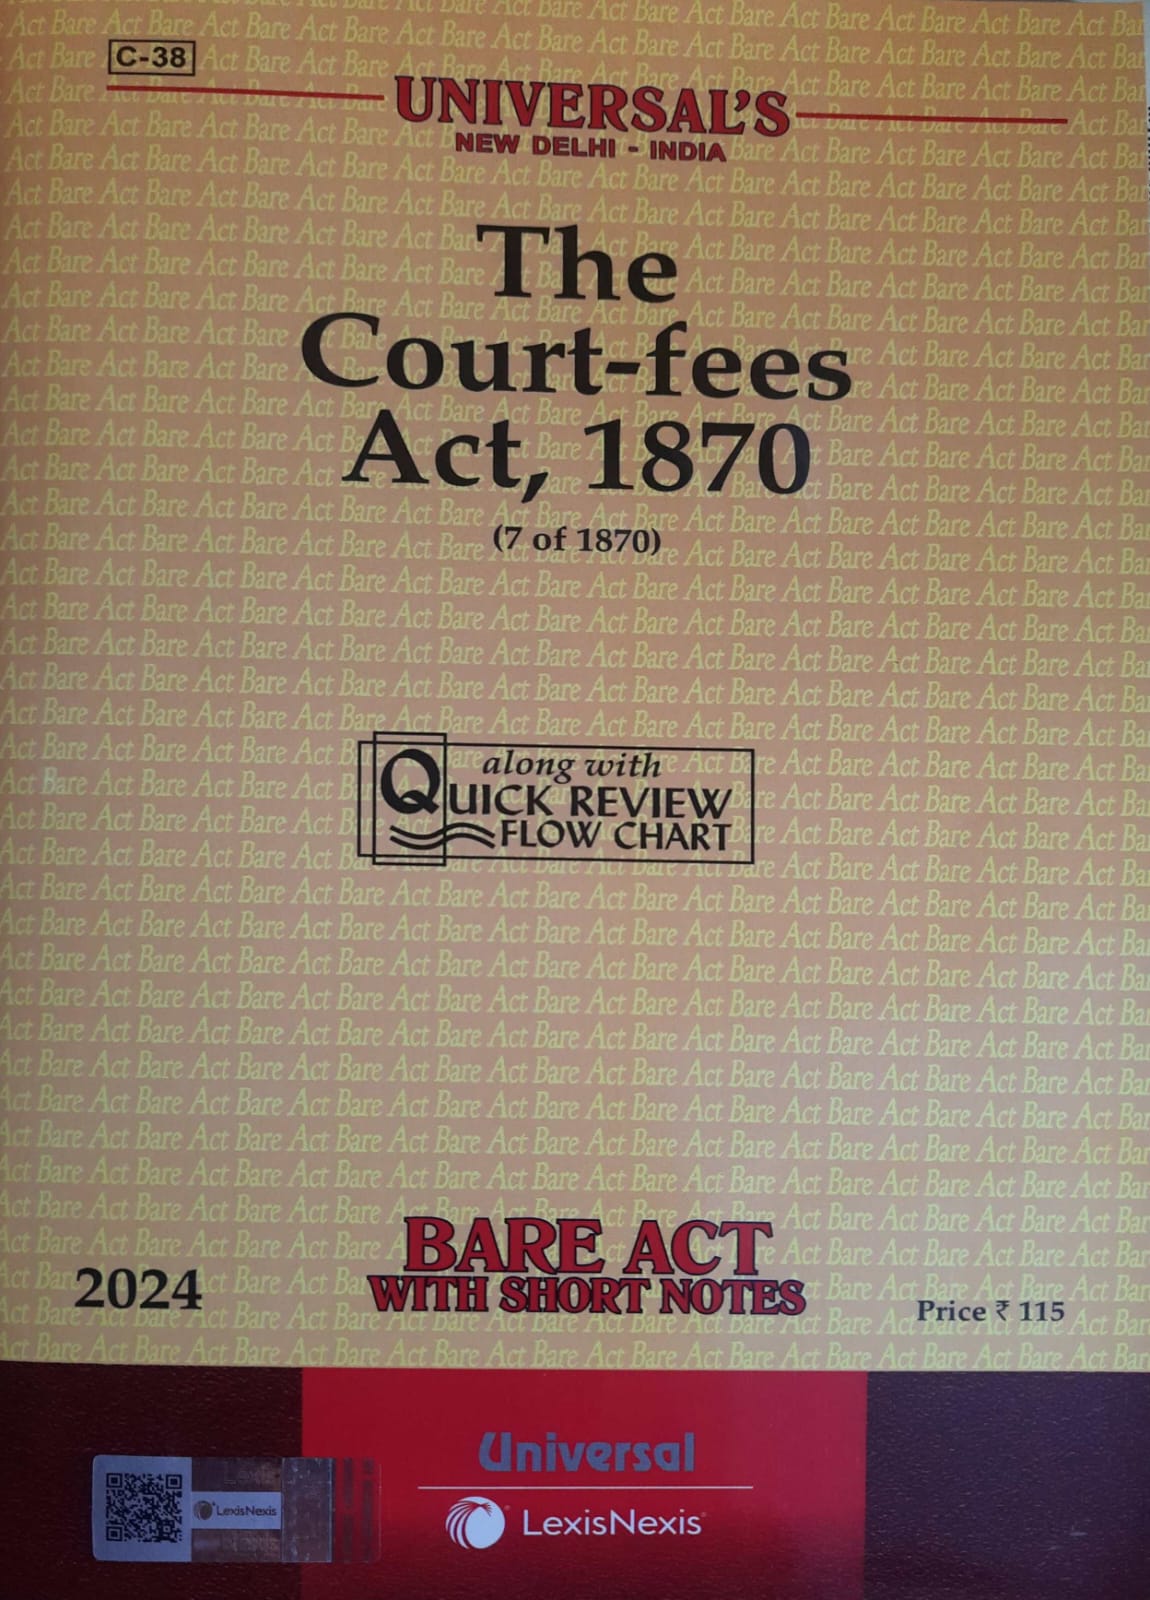 C-38
UNIVERSAL'S
NEW DELHI - INDIA
The
Court-fees
Act, 1870
(7 of 1870)
along with
QUICK REVIEW
FLOW CHART
BARE ACT
WITH SHORT NOTES
2024
Price ₹ 115
Universal
LexisNexis
LexisNexis